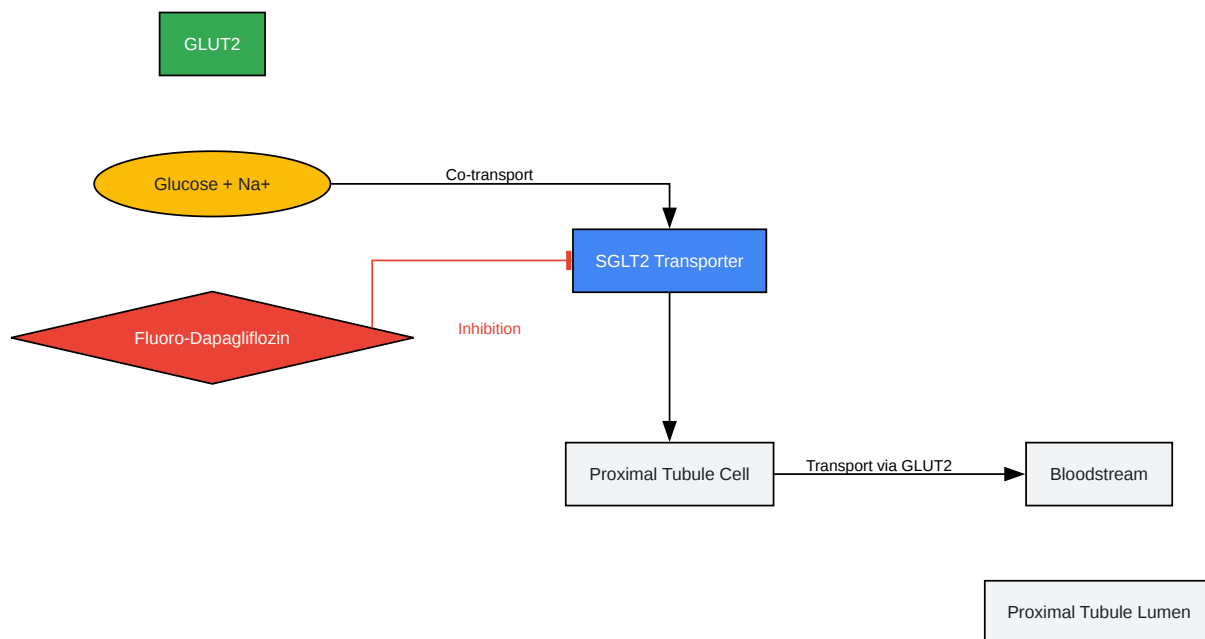 GLUT2
Glucose + Na+
Co-transport
SGLT2 Transporter
Fluoro-Dapagliflozin
Inhibition
Proximal Tubule Cell
Transport via GLUT2
Bloodstream
Proximal Tubule Lumen